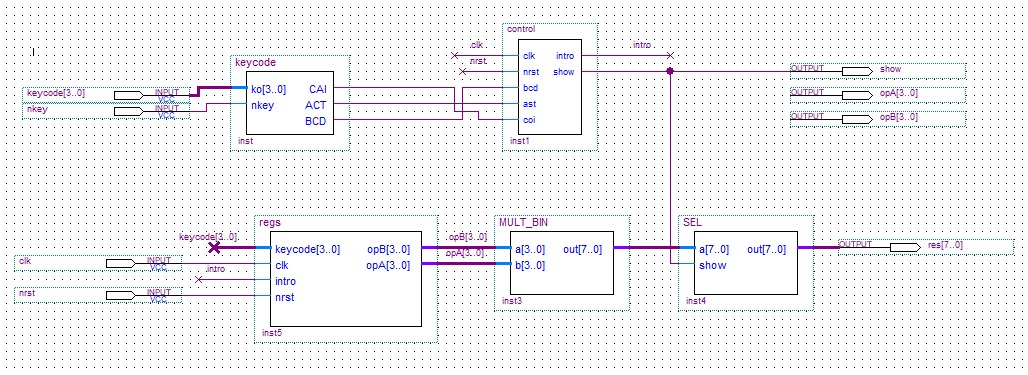 control
.clk
clk
intro
.intro
nrst.
nrst
show
OUTPUT
show
bcd
ast
coi
inst1
OUTPUT
opA[3..0]
OUTPUT
opB[3..0]
keycode
keycode[3..0]
INPUT
VCC
ko[3..0]
CAI
nkey
INPUT
VCC
nkey
ACT
BCD
inst
regs
keycode[3..0]
keycode[3..0]
opB[3..0]
opB[3..0]
clk
INPUT
VCC
clk
opA[3..0]
opA[3..0]
.intro
intro
nrst
INPUT
VCC
nrst
inst5
MULT_BIN
a[3..0]
out[7..0]
b[3..0]
inst3
SEL
a[7..0]
out[7..0]
show
inst4
OUTPUT
res[7..0]